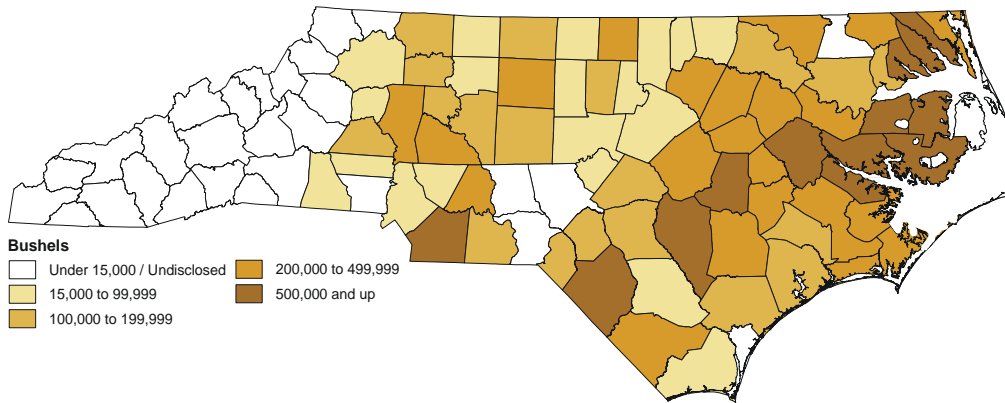 Bushels
Under 15,000 / Undisclosed
15,000 to 99,999
100,000 to 199,999
200,000 to 499,999
500,000 and up